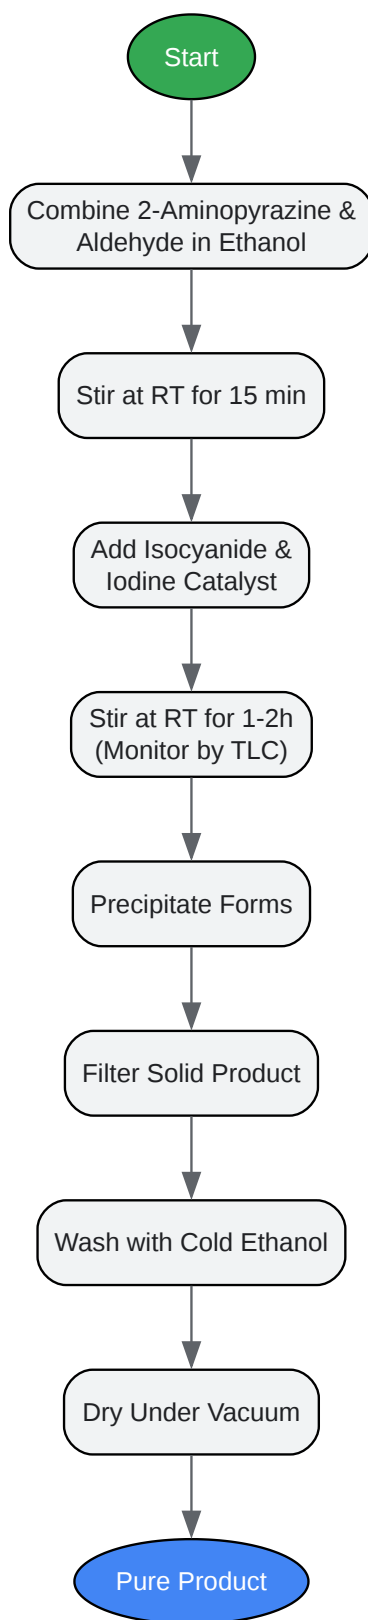 Start
Combine 2-Aminopyrazine &
Aldehyde in Ethanol
Stir at RT for 15 min
Add Isocyanide &
Iodine Catalyst
Stir at RT for 1-2h
(Monitor by TLC)
Precipitate Forms
Filter Solid Product
Wash with Cold Ethanol
Dry Under Vacuum
Pure Product